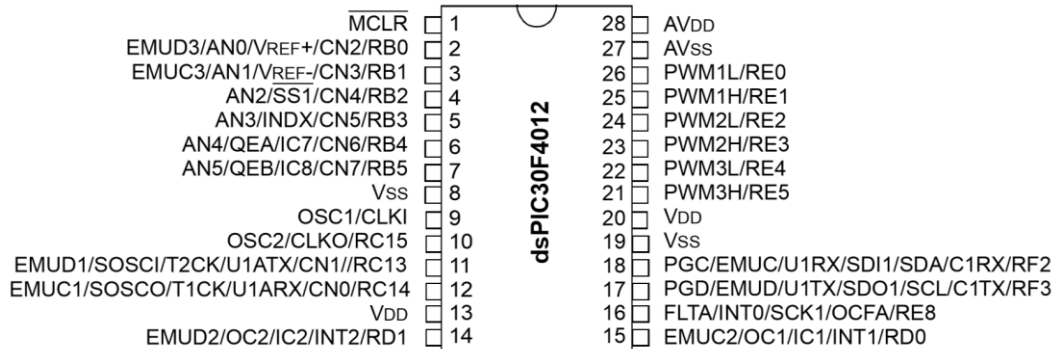 MCLR 1 28 AVDD
EMUD3/AN0/VREF+/CN2/RB0 2 27 AVSS
EMUC3/AN1/VREF-/CN3/RB1 3 26 PWM1L/RE0
AN2/SS1/CN4/RB2 4 25 PWM1H/RE1
AN3/INDX/CN5/RB3 5 24 PWM2L/RE2
AN4/QEA/IC7/CN6/RB4 6 23 PWM2H/RE3
AN5/QEB/IC8/CN7/RB5 7 22 PWM3L/RE4
VSS 8 21 PWM3H/RE5
OSC1/CLKI 9 20 VDD
OSC2/CLKO/RC15 10 19 VSS
EMUD1/SOSCI/T2CK/U1ATX/CN1//RC13 11 18 PGC/EMUC/U1RX/SDI1/SDA/C1RX/RF2
EMUC1/SOSCO/T1CK/U1ARX/CN0/RC14 12 17 PGD/EMUD/U1TX/SDO1/SCL/C1TX/RF3
VDD 13 16 FLTA/INT0/SCK1/OCFA/RE8
EMUD2/OC2/IC2/INT2/RD1 14 15 EMUC2/OC1/IC1/INT1/RD0
dsPIC30F4012